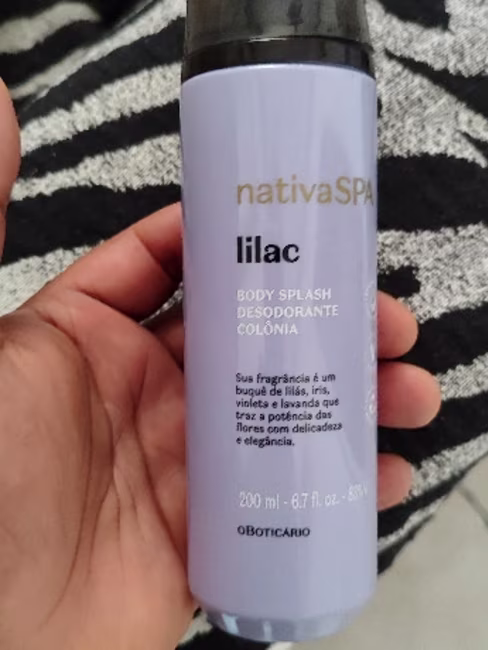 nativaSPA
lilac
BODY SPLASH
DESODORANTE
COLÔNIA
Sua fragrância é um
buquê de lilás, íris,
violeta e lavanda que
traz a potência das
flores com delicadeza
e elegância.
200 ml - 6.7 fl. oz. -
oBOTICÁRIO